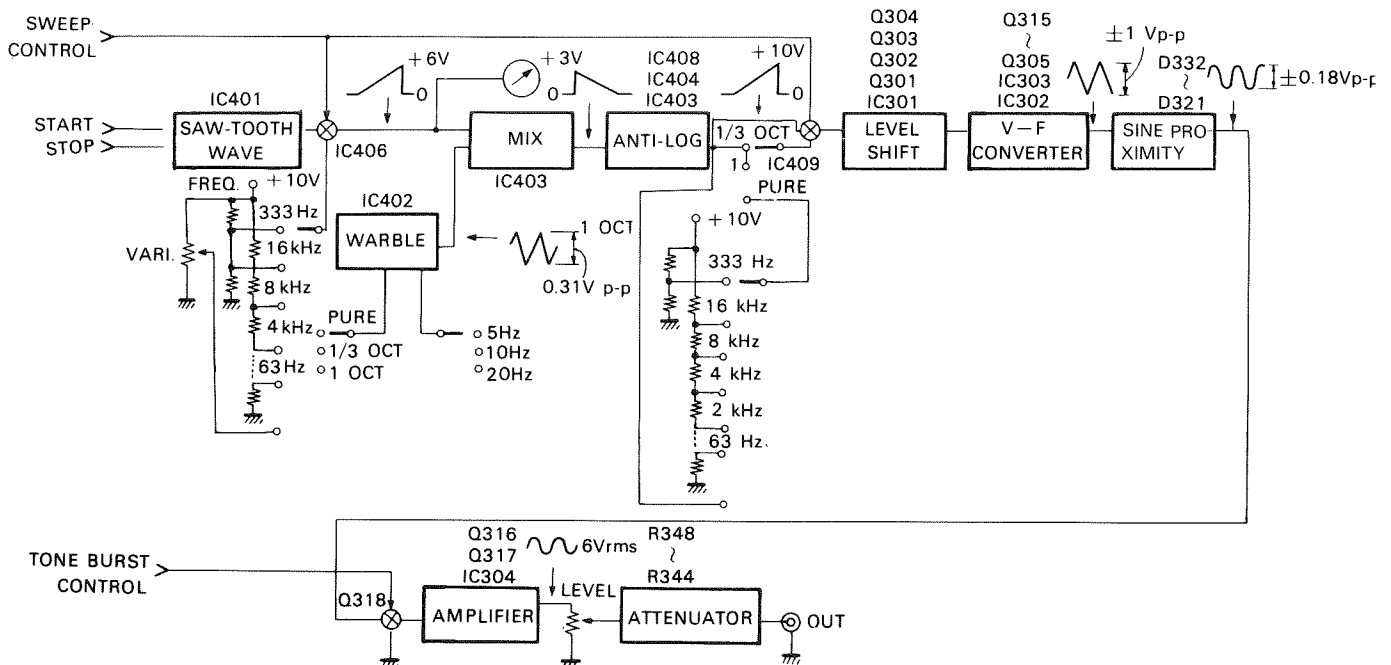 SWEEP
CONTROL
START
STOP
IC401
SAW-TOOTH
WAVE
IC406
+6V
0
+3V
0
MIX
IC403
IC408
IC404
IC403
ANTI-LOG
+10V
0
1/3 OCT
1
IC409
PURE
Q304
Q303
Q302
Q301
IC301
LEVEL
SHIFT
Q315
~
Q305
IC303
IC302
V-F
CONVERTER
±1 Vp-p
D332
~
D321
SINE PRO-
XIMITY
±0.18Vp-p
FREQ.
+10V
333 Hz
16kHz
8 kHz
4 kHz
63 Hz
VARI.
IC402
WARBLE
1 OCT
0.31V p-p
PURE
1/3 OCT
1 OCT
5Hz
10Hz
20Hz
+10V
333 Hz
16 kHz
8 kHz
4 kHz
2 kHz
63 Hz.
TONE BURST
CONTROL
Q318
Q316
Q317
IC304
AMPLIFIER
6Vrms
LEVEL
R348
~
R344
ATTENUATOR
OUT